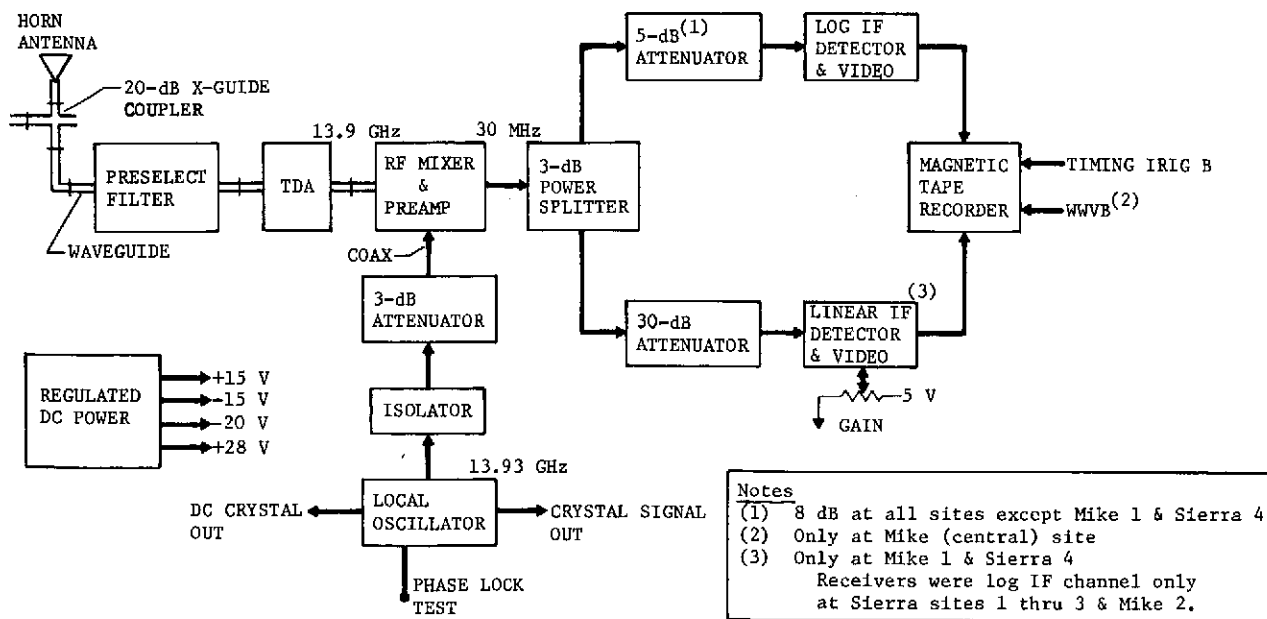 HORN
ANTENNA
20-dB X-GUIDE
COUPLER
PRESELECT
FILTER
WAVEGUIDE
TDA
13.9 GHz
RF MIXER
&
PREAMP
30 MHz
3-dB
POWER
SPLITTER
5-dB(1)
ATTENUATOR
LOG IF
DETECTOR
& VIDEO
MAGNETIC
TAPE
RECORDER
TIMING IRIG B
WWVB(2)
COAX
3-dB
ATTENUATOR
30-dB
ATTENUATOR
(3)
LINEAR IF
DETECTOR
& VIDEO
-5 V
GAIN
REGULATED
DC POWER
+15 V
-15 V
-20 V
+28 V
ISOLATOR
13.93 GHz
LOCAL
OSCILLATOR
DC CRYSTAL
OUT
CRYSTAL SIGNAL
OUT
PHASE LOCK
TEST
Notes
(1) 8 dB at all sites except Mike 1 & Sierra 4
(2) Only at Mike (central) site
(3) Only at Mike 1 & Sierra 4
Receivers were log IF channel only
at Sierra sites 1 thru 3 & Mike 2.